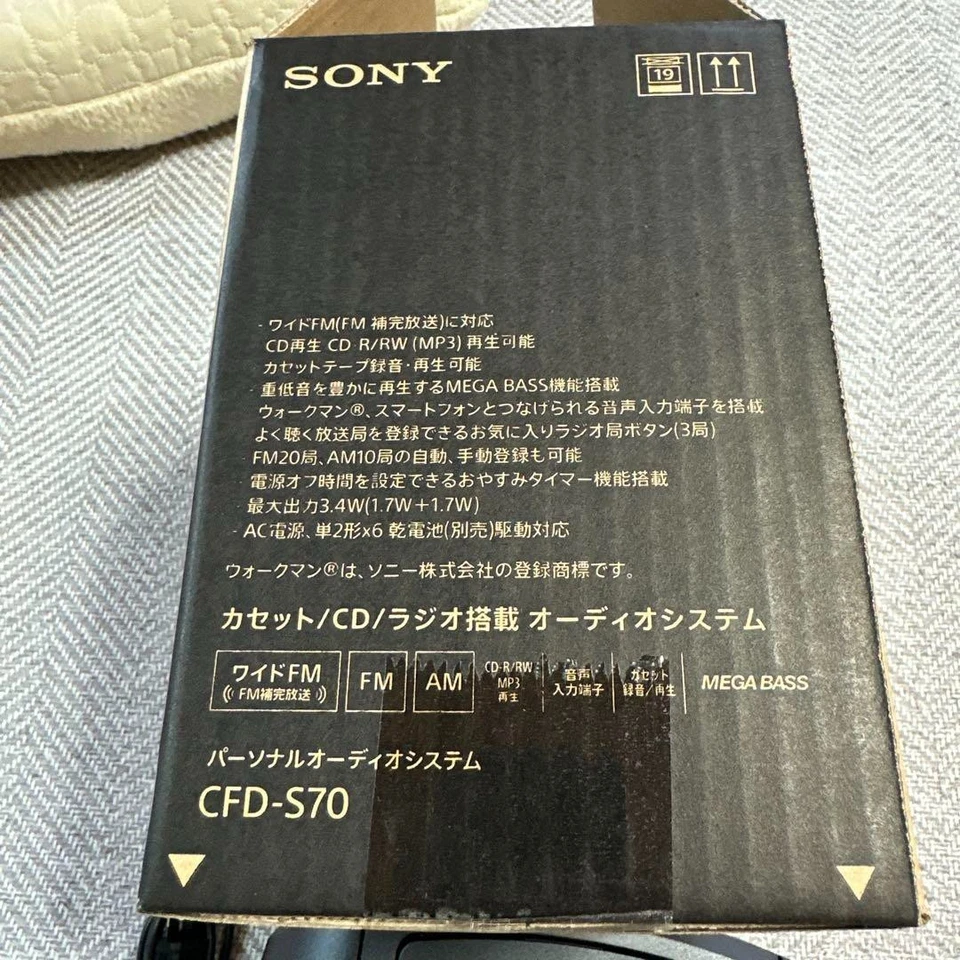 SONY
19
- ワイドFM(FM 補完放送)に対応
CD再生 CD-R/RW (MP3) 再生可能
カセットテープ録音・再生可能
- 重低音を豊かに再生するMEGA BASS機能搭載
ウォークマン®、スマートフォンとつなげられる音声入力端子を搭載
よく聴く放送局を登録できるお気に入りラジオ局ボタン(3局)
- FM20局、AM10局の自動、手動登録も可能
電源オフ時間を設定できるおやすみタイマー機能搭載
- 最大出力3.4W(1.7W+1.7W)
- AC電源、単2形x6 乾電池(別売)駆動対応
ウォークマン®は、ソニー株式会社の登録商標です。
カセット/CD/ラジオ搭載 オーディオシステム
ワイドFM
FM補完放送
FM
AM
CD-R/RW
MP3
再生
音声
入力端子
カセット
録音/再生
MEGA BASS
パーソナルオーディオシステム
CFD-S70